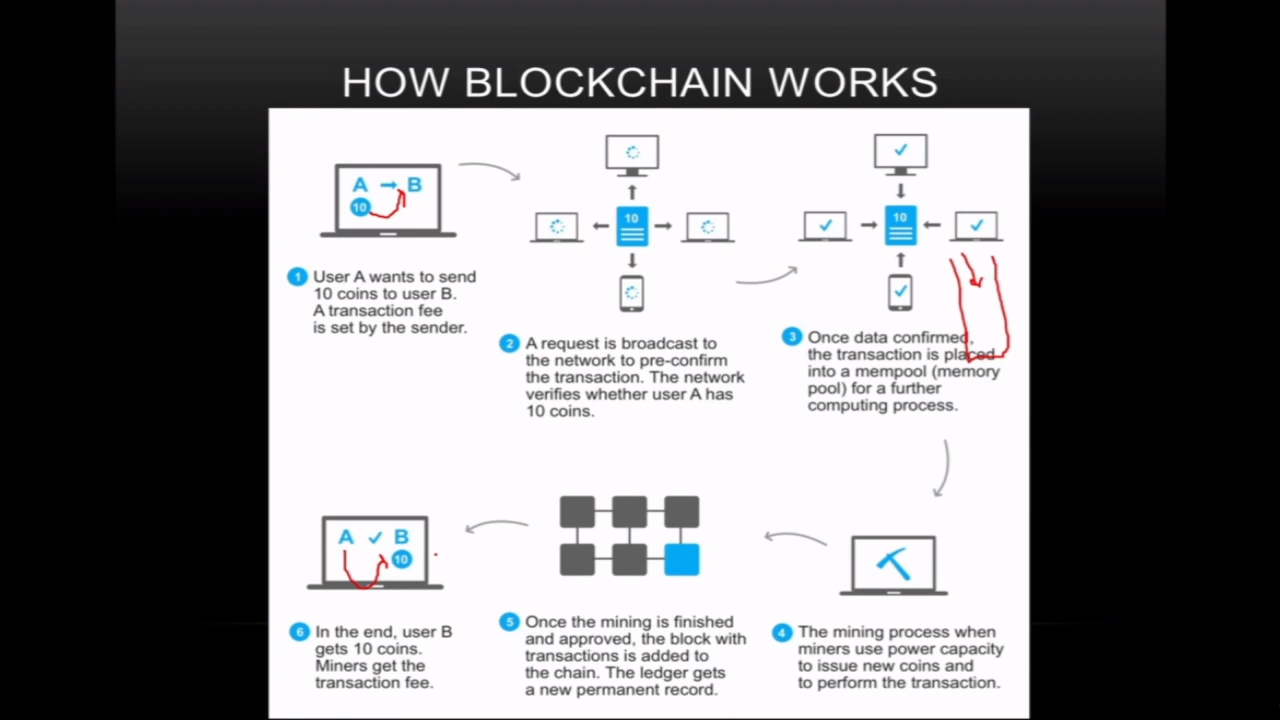 HOW BLOCKCHAIN WORKS
A → B
10
1 User A wants to send
10 coins to user B.
A transaction fee
is set by the sender.
10
2 A request is broadcast to
the network to pre-confirm
the transaction. The network
verifies whether user A has
10 coins.
10
3 Once data confirmed,
the transaction is placed
into a mempool (memory
pool) for a further
computing process.
4 The mining process when
miners use power capacity
to issue new coins and
to perform the transaction.
5 Once the mining is finished
and approved, the block with
transactions is added to
the chain. The ledger gets
a new permanent record.
A ✓ B
10
6 In the end, user B
gets 10 coins.
Miners get the
transaction fee.